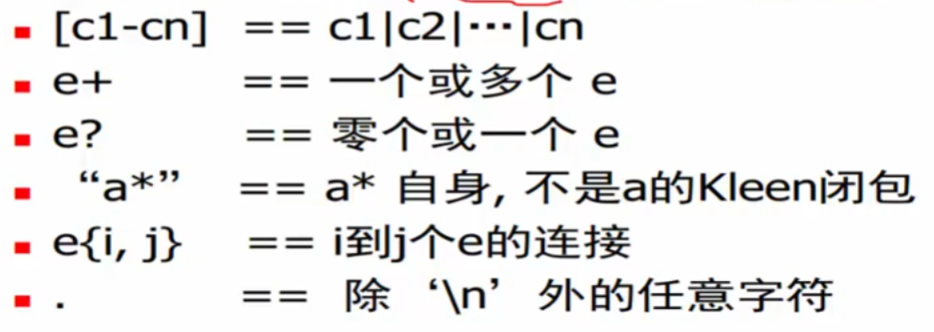 [c1-cn] == c1|c2|…|cn
e+ == 一个或多个 e
e? == 零个或一个 e
“a*” == a* 自身, 不是a的Kleen闭包
e{i, j} == i到j个e的连接
. == 除‘\n’外的任意字符